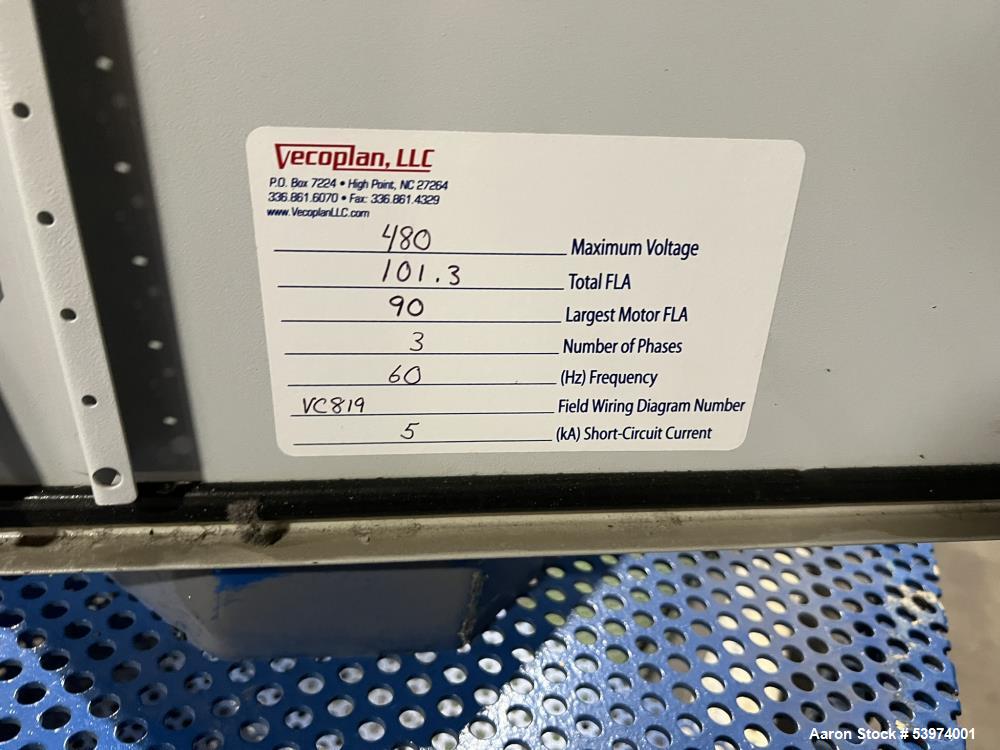 Vecoplan, LLC
P.O. Box 7224 • High Point, NC 27264
336.861.6070 • Fax: 336.861.4329
www.VecoplanLLC.com
480 Maximum Voltage
101.3 Total FLA
90 Largest Motor FLA
3 Number of Phases
60 (Hz) Frequency
VC819 Field Wiring Diagram Number
5 (kA) Short-Circuit Current
Aaron Stock # 53974001